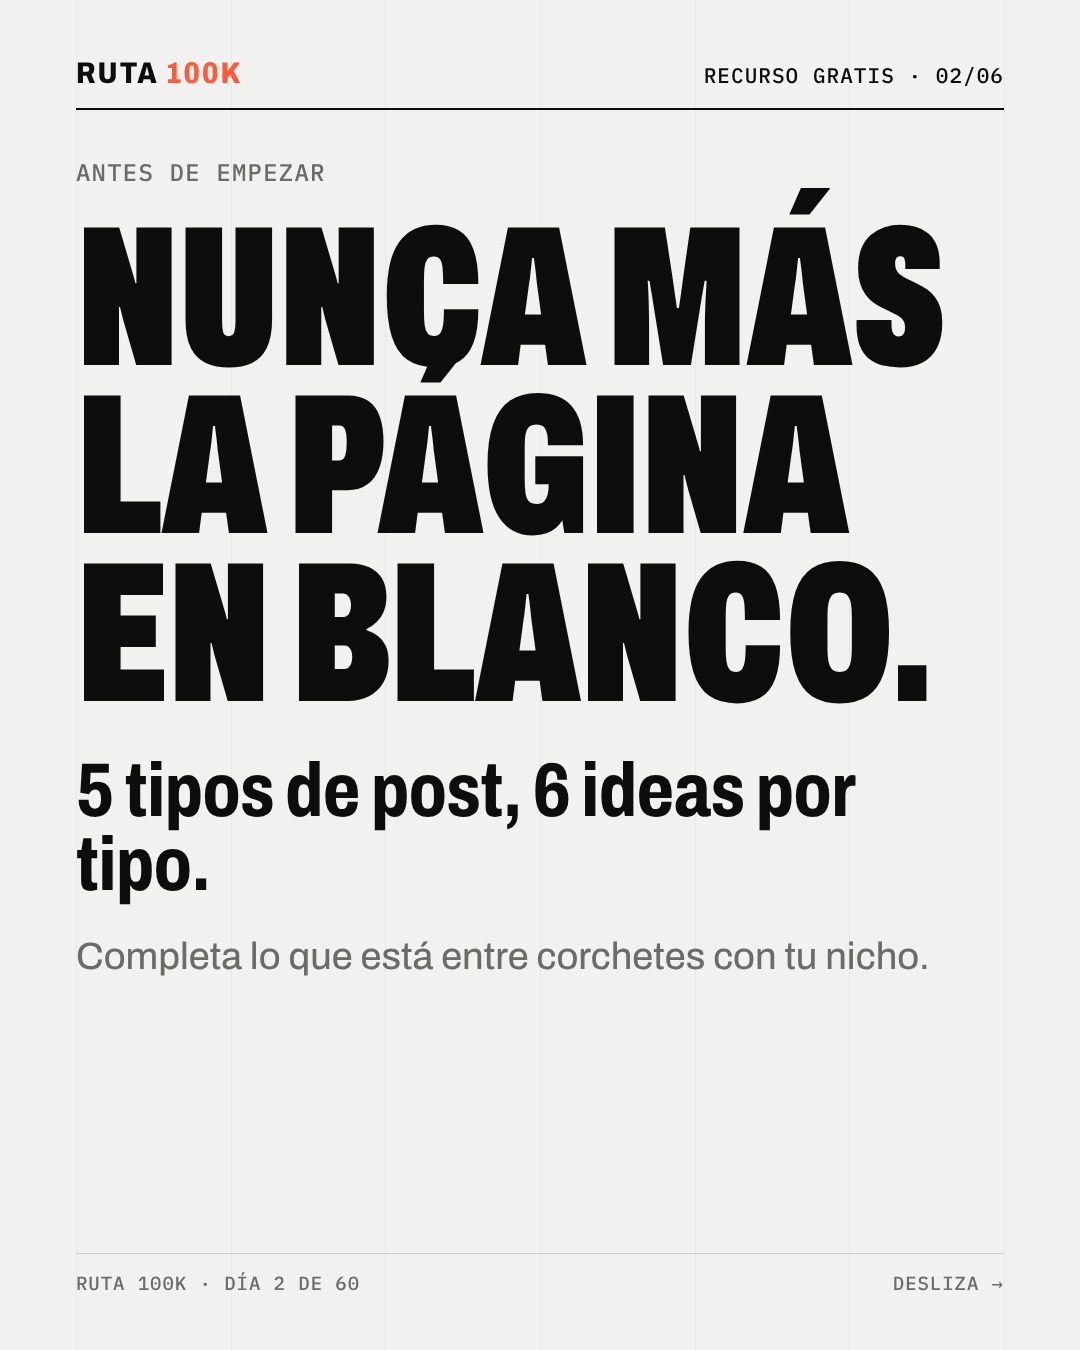 RUTA 100K
RECURSO GRATIS · 02/06
ANTES DE EMPEZAR
NUNCA MÁS
LA PÁGINA
EN BLANCO.
5 tipos de post, 6 ideas por
tipo.
Completa lo que está entre corchetes con tu nicho.
RUTA 100K · DÍA 2 DE 60
DESLIZA →